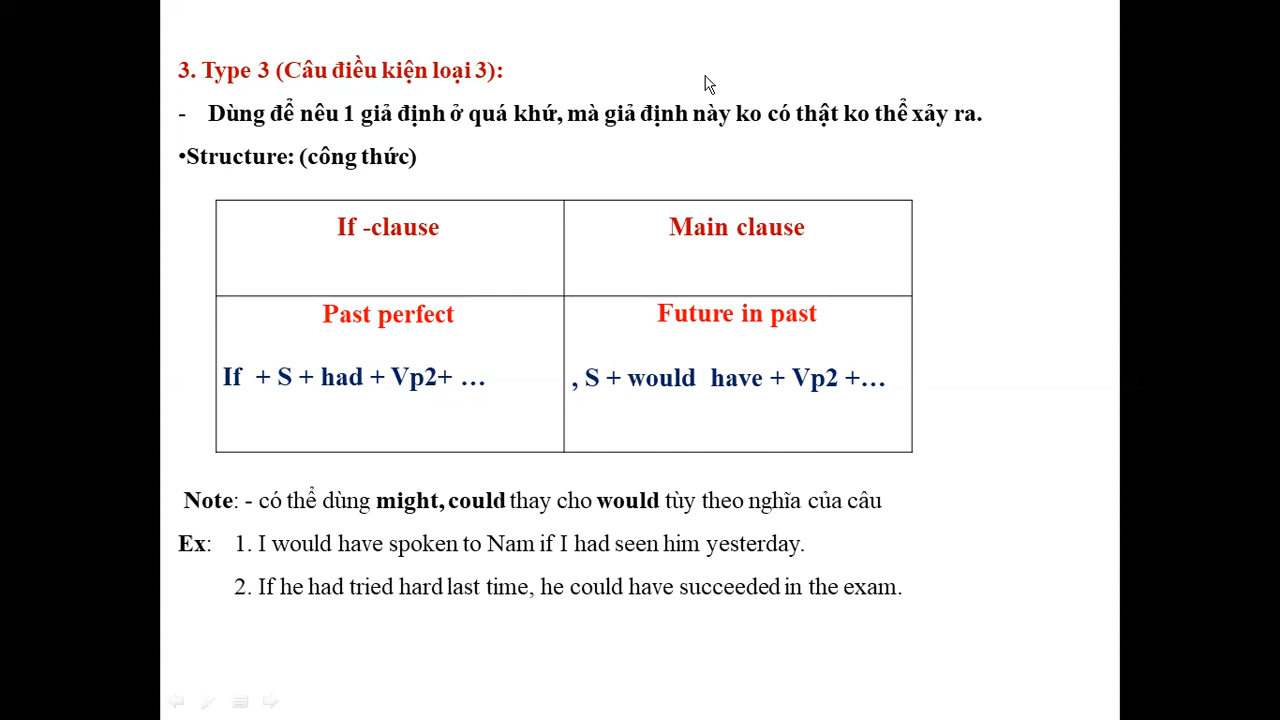 3. Type 3 (Câu điều kiện loại 3):
- Dùng để nêu 1 giả định ở quá khứ, mà giả định này ko có thật ko thể xảy ra.
•Structure: (công thức)
If -clause
Main clause
Past perfect
Future in past
If + S + had + Vp2+ …
, S + would have + Vp2 +…
Note: - có thể dùng might, could thay cho would tùy theo nghĩa của câu
Ex: 1. I would have spoken to Nam if I had seen him yesterday.
2. If he had tried hard last time, he could have succeeded in the exam.